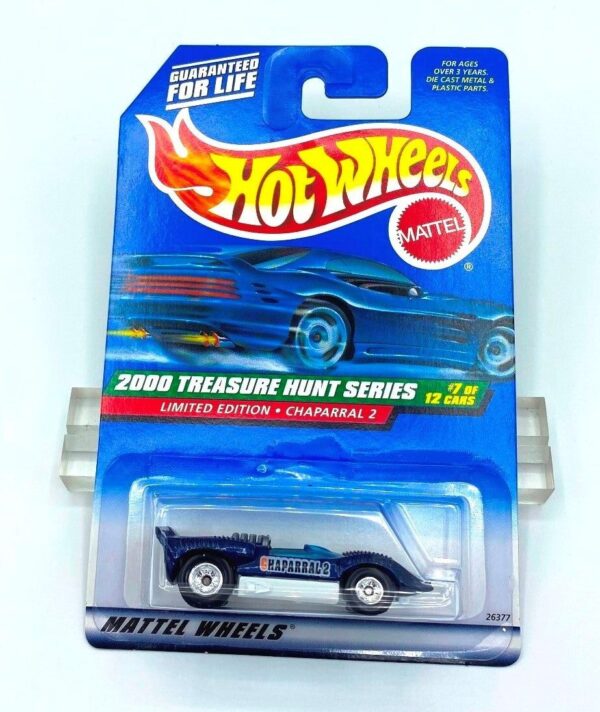 GUARANTEED
FOR LIFE
FOR AGES
OVER 3 YEARS.
DIE CAST METAL &
PLASTIC PARTS.
HOT WHEELS
MATTEL
®
2000 TREASURE HUNT SERIES
#7 OF
12 CARS
LIMITED EDITION • CHAPARRAL 2
CHAPARRAL 2
26377
MATTEL WHEELS®